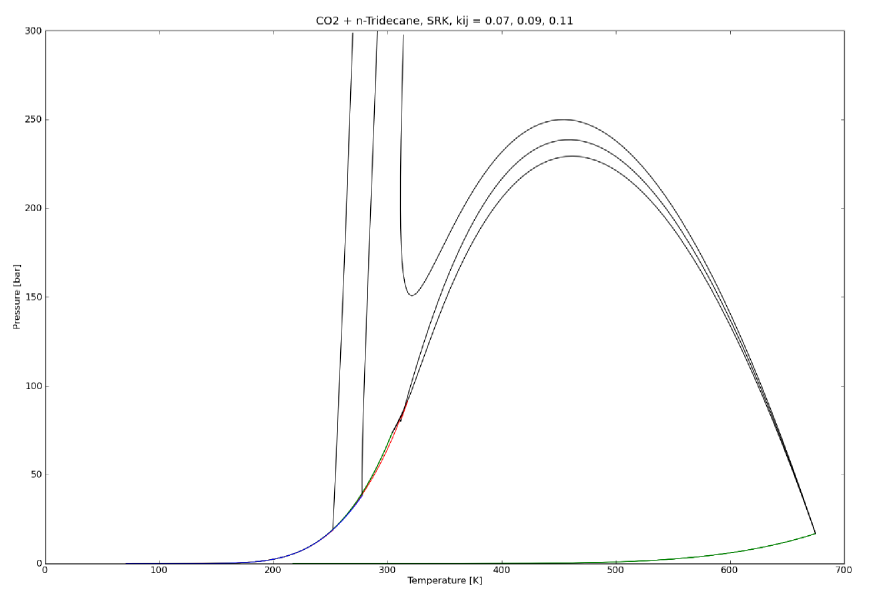 CO2 + n-Tridecane, SRK, kij = 0.07, 0.09, 0.11
300
250
200
150
100
50
0
Pressure [bar]
0 100 200 300 400 500 600 700
Temperature [K]